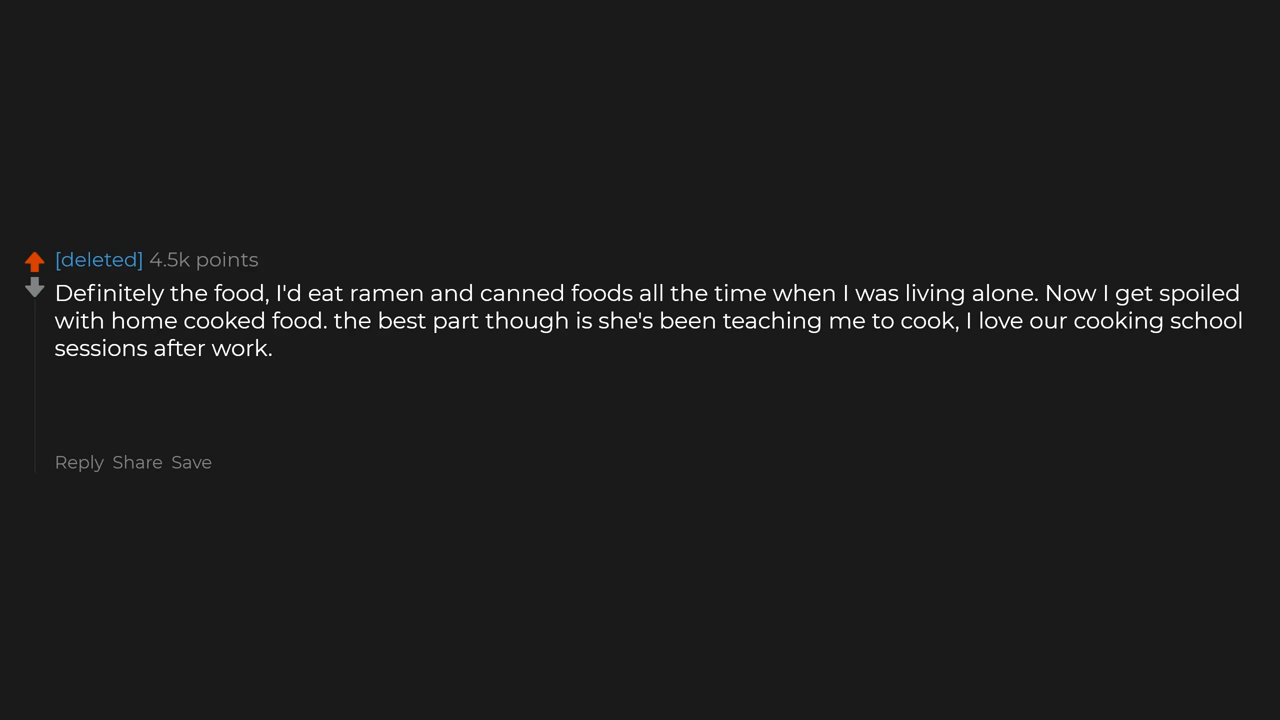 [deleted] 4.5k points
Definitely the food, I'd eat ramen and canned foods all the time when I was living alone. Now I get spoiled
with home cooked food. the best part though is she's been teaching me to cook, I love our cooking school
sessions after work.
Reply Share Save